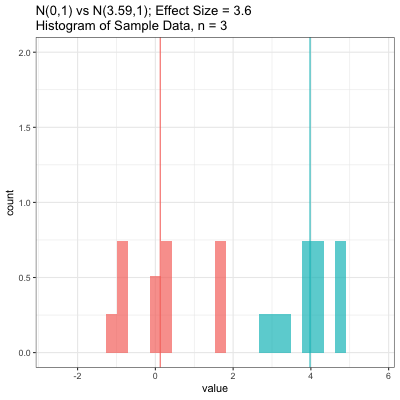 N(0,1) vs N(3.59,1); Effect Size = 3.6
Histogram of Sample Data, n = 3
2.0
1.5
1.0
0.5
0.0
count
-2 0 2 4 6
value